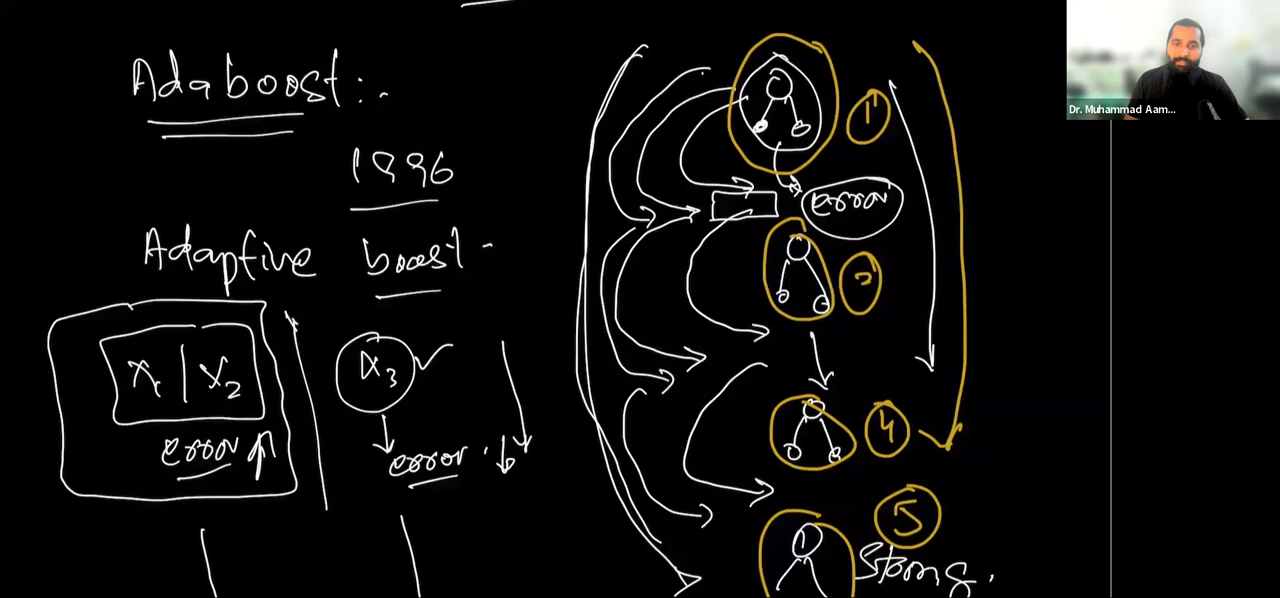 Adaboost:.
1996
Adaptive boost -
x1 | x2
error ↑
x3 ✓
error . ↓
1
error
2
4
5
Strong.
Dr. Muhammad Aam...